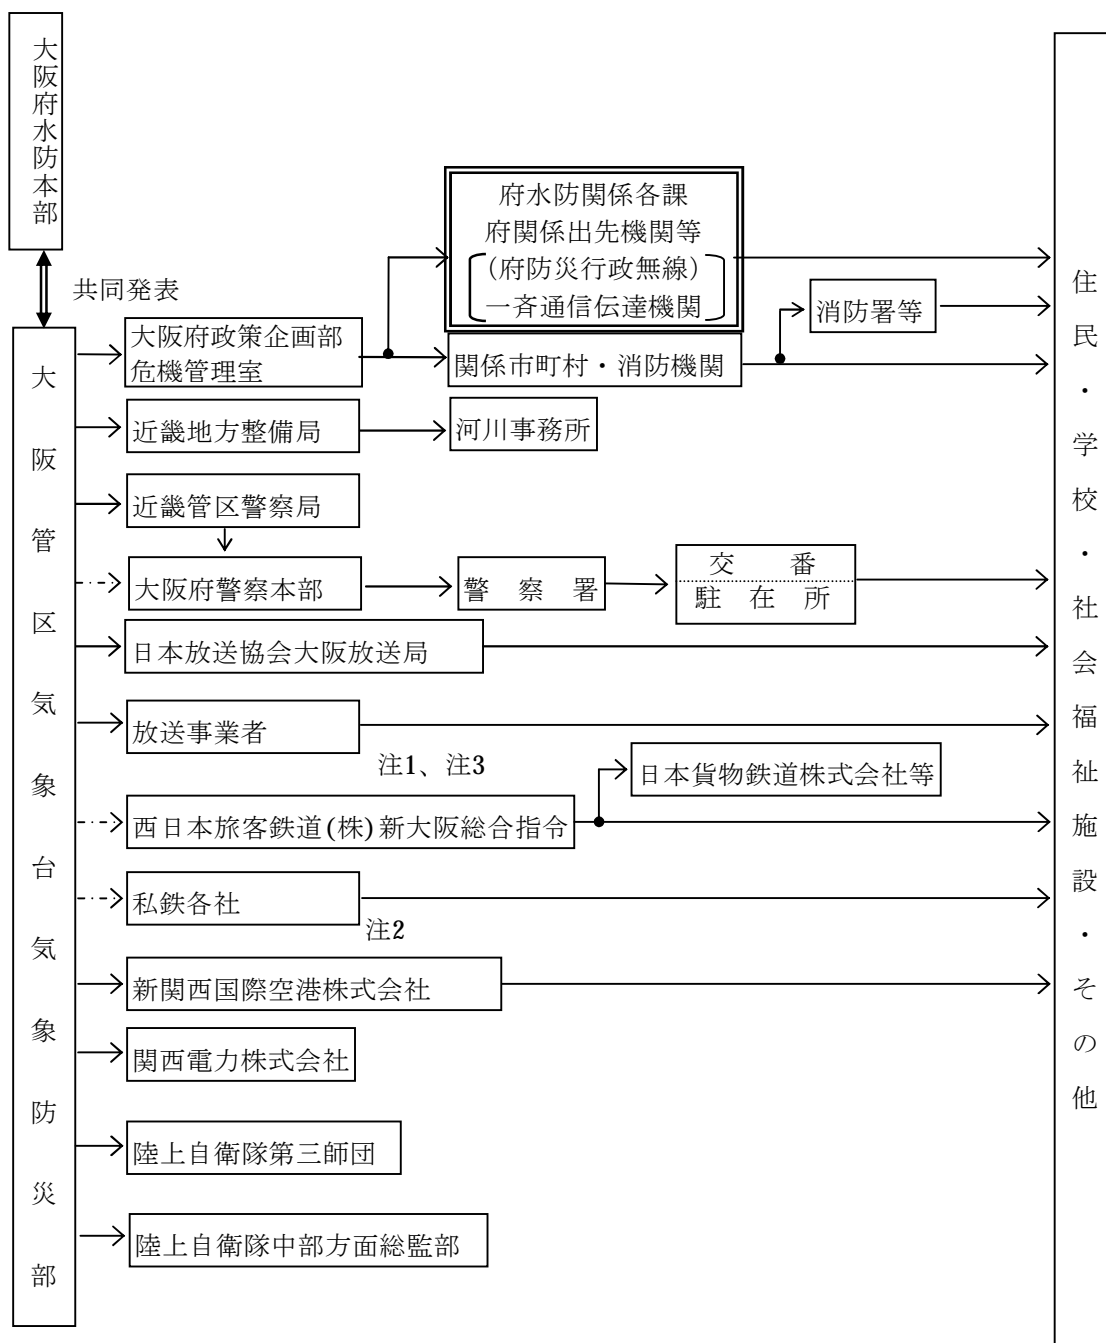 大阪府水防本部
共同発表
大阪管区気象台気象防災部
大阪府政策企画部
危機管理室
府水防関係各課
府関係出先機関等
(府防災行政無線)
一斉通信伝達機関
関係市町村・消防機関
消防署等
近畿地方整備局
河川事務所
近畿管区警察局
大阪府警察本部
警 察 署
交 番
駐 在 所
日本放送協会大阪放送局
放送事業者
注1、注3
日本貨物鉄道株式会社等
西日本旅客鉄道(株)新大阪総合指令
私鉄各社
注2
新関西国際空港株式会社
関西電力株式会社
陸上自衛隊第三師団
陸上自衛隊中部方面総監部
住民・学校・社会福祉施設・その他